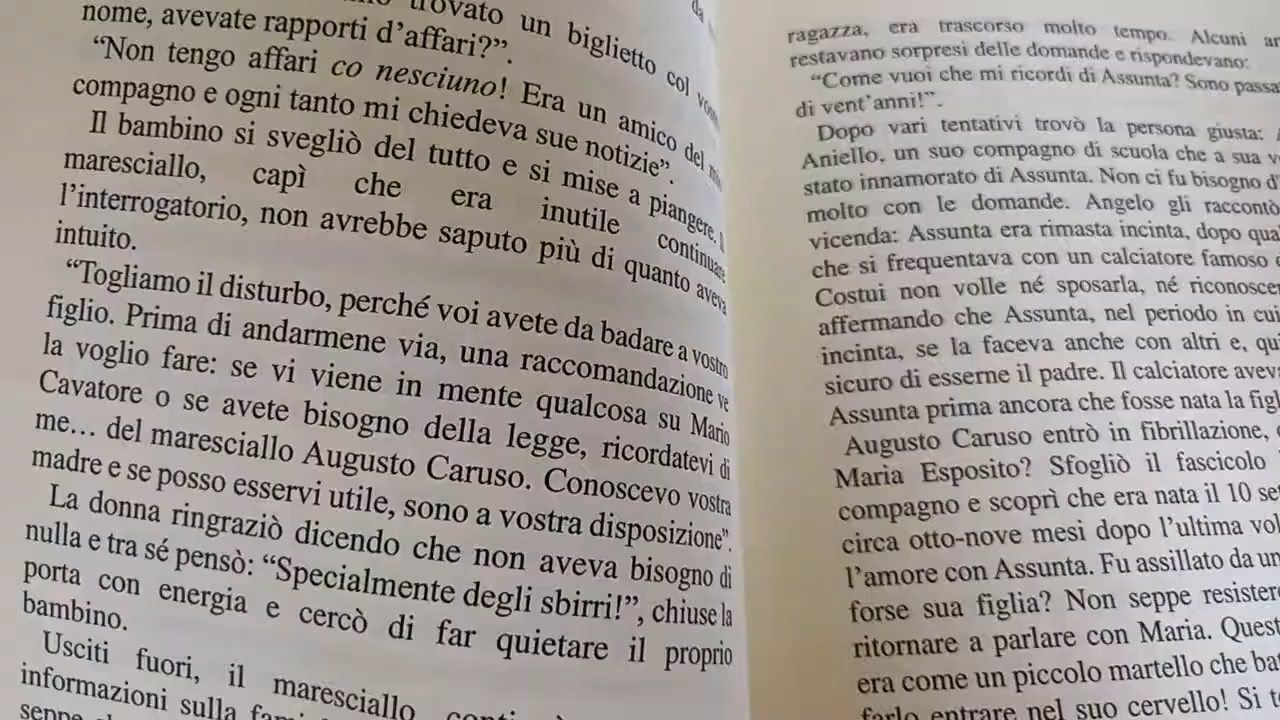 trovato un biglietto col
nome, avevate rapporti d’affari?”.
“Non tengo affari co nesciuno! Era un amico del
compagno e ogni tanto mi chiedeva sue notizie”.
Il bambino si svegliò del tutto e si mise a piangere. Il
maresciallo, capì che era inutile continuare
l’interrogatorio, non avrebbe saputo più di quanto aveva
intuito.
“Togliamo il disturbo, perché voi avete da badare a vostro
figlio. Prima di andarmene via, una raccomandazione ve
la voglio fare: se vi viene in mente qualcosa su Mario
Cavatore o se avete bisogno della legge, ricordatevi di
me… del maresciallo Augusto Caruso. Conoscevo vostra
madre e se posso esservi utile, sono a vostra disposizione”.
La donna ringraziò dicendo che non aveva bisogno di
nulla e tra sé pensò: “Specialmente degli sbirri!”, chiuse la
porta con energia e cercò di far quietare il proprio
bambino.
Usciti fuori, il maresciallo
informazioni sulla
da
ragazza, era trascorso molto tempo. Alcuni
restavano sorpresi delle domande e rispondevano:
“Come vuoi che mi ricordi di Assunta? Sono
di vent’anni!”.
Dopo vari tentativi trovò la persona giusta:
Aniello, un suo compagno di scuola che a sua
stato innamorato di Assunta. Non ci fu bisogno
molto con le domande. Angelo gli raccontò
vicenda: Assunta era rimasta incinta, dopo
che si frequentava con un calciatore famoso
Costui non volle né sposarla, né
affermando che Assunta, nel periodo in cui
incinta, se la faceva anche con altri e,
sicuro di esserne il padre. Il calciatore
Assunta prima ancora che fosse nata la
Augusto Caruso entrò in fibrillazione,
Maria Esposito? Sfogliò il fascicolo
compagno e scoprì che era nata il 10
circa otto-nove mesi dopo l’ultima
l’amore con Assunta. Fu assillato da
forse sua figlia? Non seppe
ritornare a parlare con Maria.
era come un piccolo martello che
farlo entrare nel suo cervello! Si